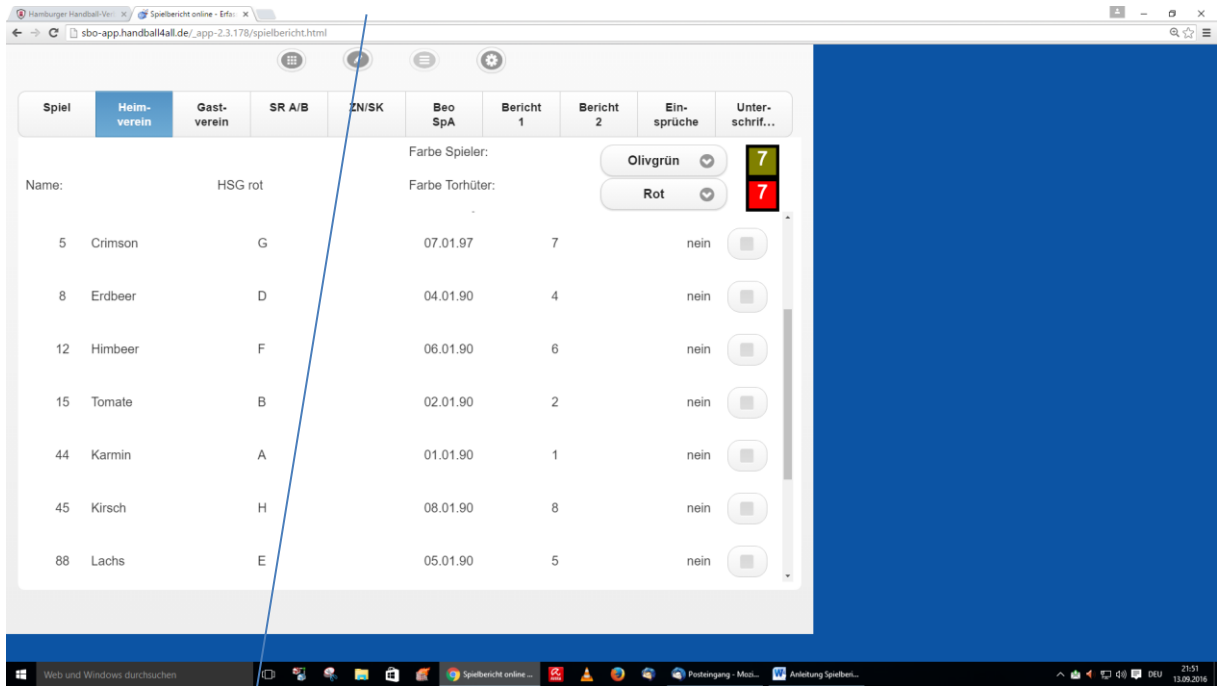 Hamburger Handball-Ver
Spielbericht online - Erfas
sbo-app.handball4all.de/_app-2.3.178/spielbericht.html
Spiel Heim-verein Gast-verein SR A/B ZN/SK Beo SpA Bericht 1 Bericht 2 Ein-sprüche Unter-schrif...
Farbe Spieler: Olivgrün 7
Name: HSG rot Farbe Torhüter: Rot 7
5 Crimson G 07.01.97 7 nein
8 Erdbeer D 04.01.90 4 nein
12 Himbeer F 06.01.90 6 nein
15 Tomate B 02.01.90 2 nein
44 Karmin A 01.01.90 1 nein
45 Kirsch H 08.01.90 8 nein
88 Lachs E 05.01.90 5 nein
Web und Windows durchsuchen
Spielbericht online ...
Posteingang - Mozi...
Anleitung Spielberi...
DEU
21:51
13.09.2016